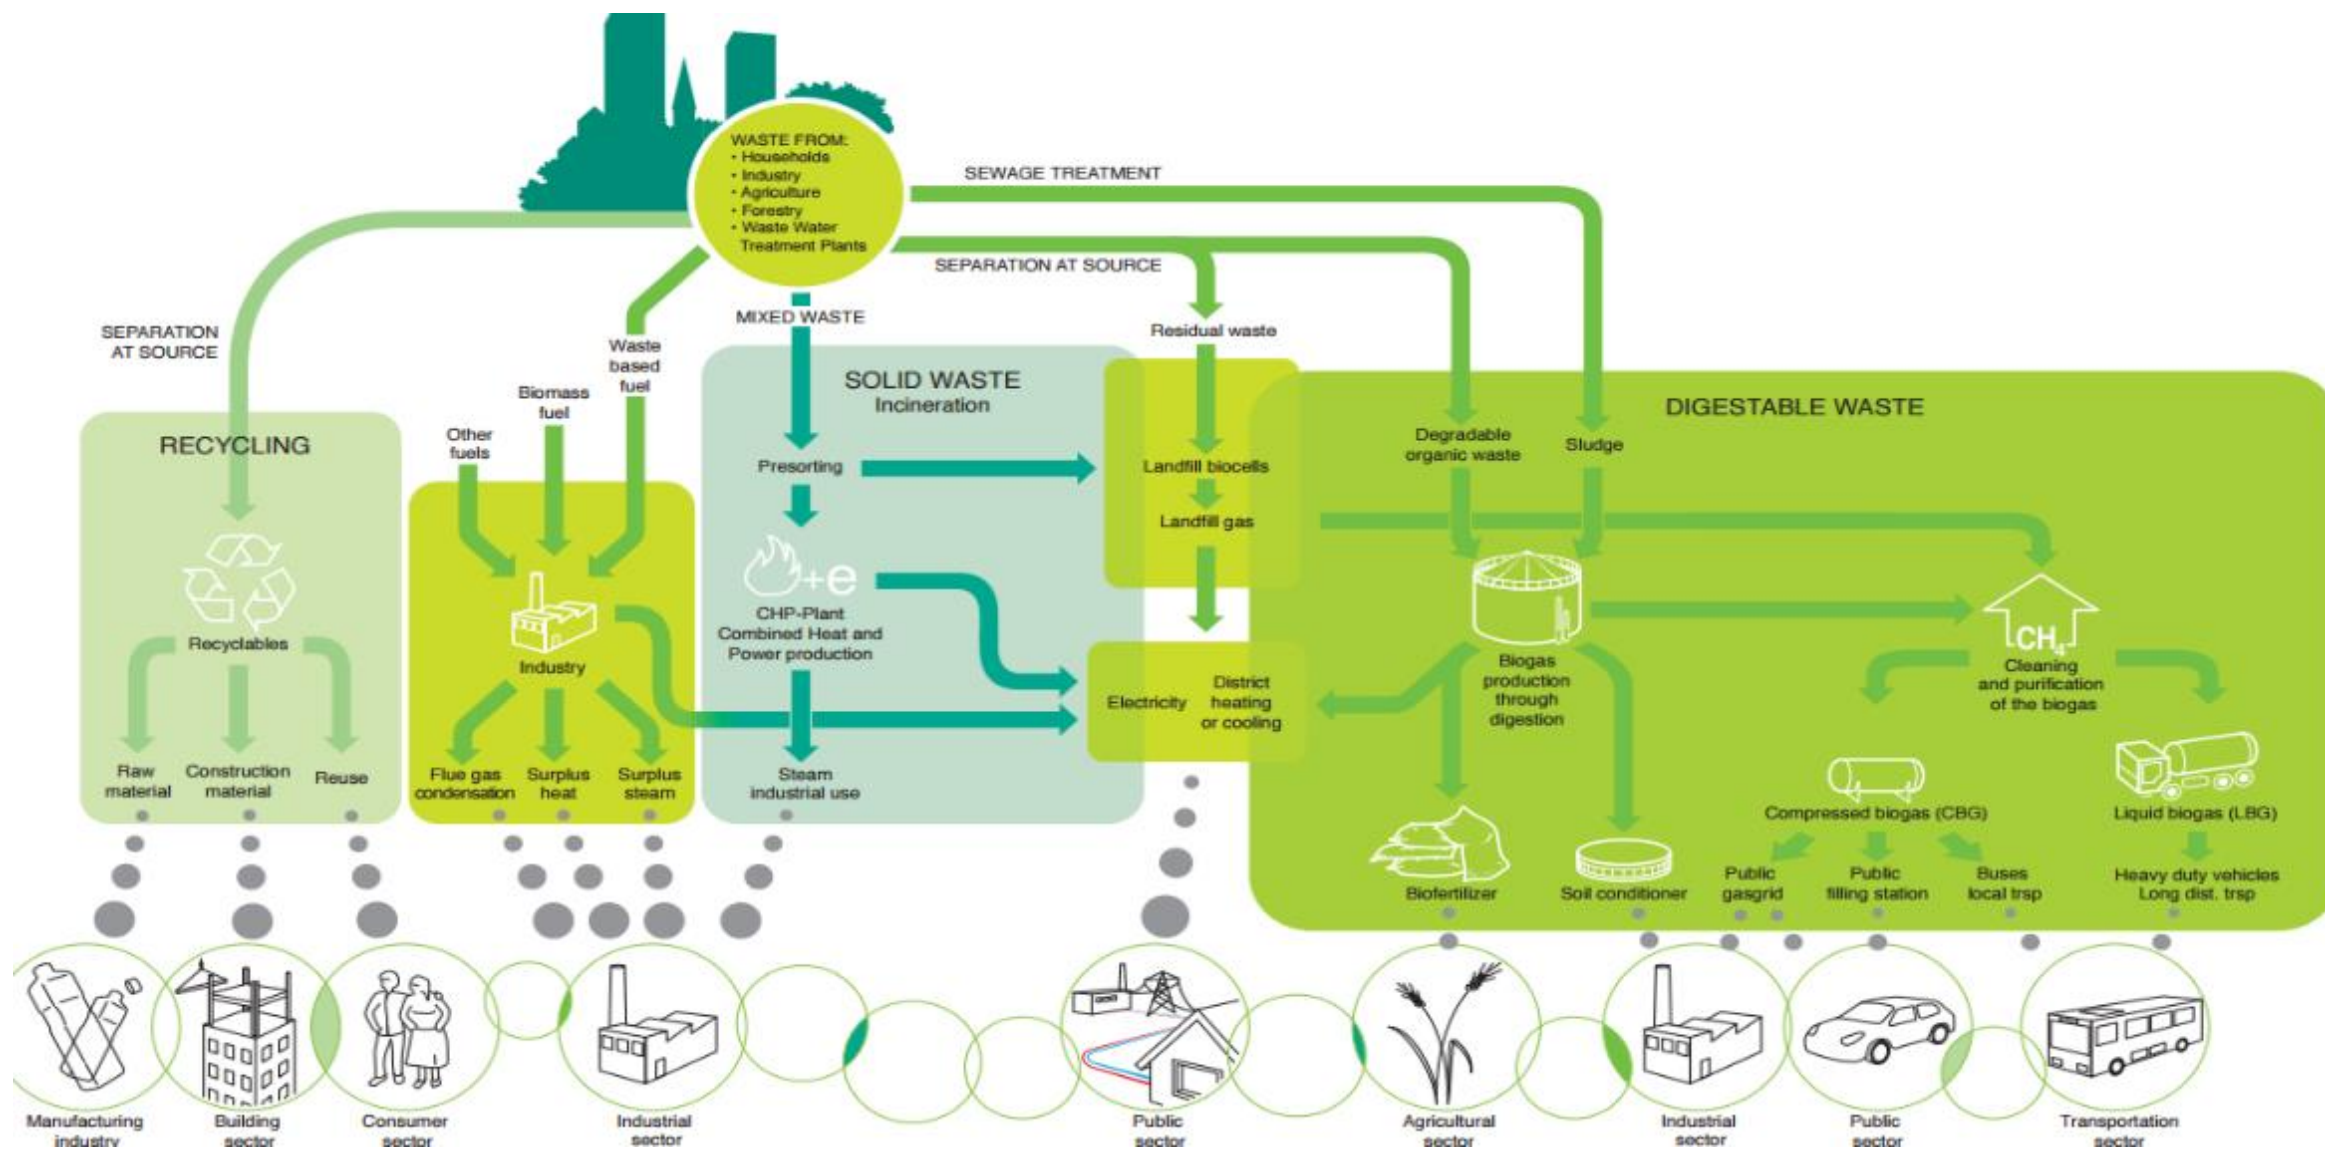 WASTE FROM:
• Households
• Industry
• Agriculture
• Forestry
• Waste Water
Treatment Plants
SEWAGE TREATMENT
SEPARATION AT SOURCE
MIXED WASTE
SEPARATION
AT SOURCE
Residual waste
Waste
based
fuel
Biomass
fuel
Other
fuels
RECYCLING
Recyclables
Raw
material
Construction
material
Reuse
Industry
Flue gas
condensation
Surplus
heat
Surplus
steam
SOLID WASTE
Incineration
Presorting
+e
CHP-Plant
Combined Heat and
Power production
Steam
industrial use
Landfill biocells
Landfill gas
Electricity
District
heating
or cooling
DIGESTABLE WASTE
Degradable
organic waste
Sludge
Biogas
production
through
digestion
CH4
Cleaning
and purification
of the biogas
Biofertilizer
Soil conditioner
Compressed biogas (CBG)
Liquid biogas (LBG)
Public
gasgrid
Public
filling station
Buses
local trsp
Heavy duty vehicles
Long dist. trsp
Manufacturing
industry
Building
sector
Consumer
sector
Industrial
sector
Public
sector
Agricultural
sector
Industrial
sector
Public
sector
Transportation
sector